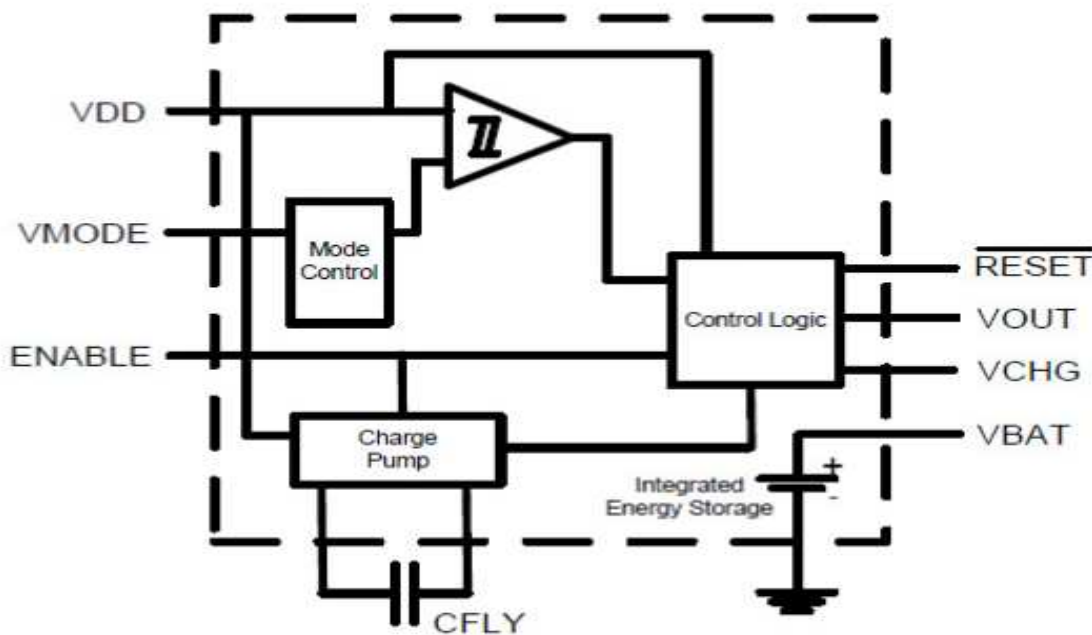 VDD
VMODE
Mode
Control
ENABLE
Charge
Pump
CFLY
Control Logic
RESET
VOUT
VCHG
VBAT
+
-
Integrated
Energy Storage